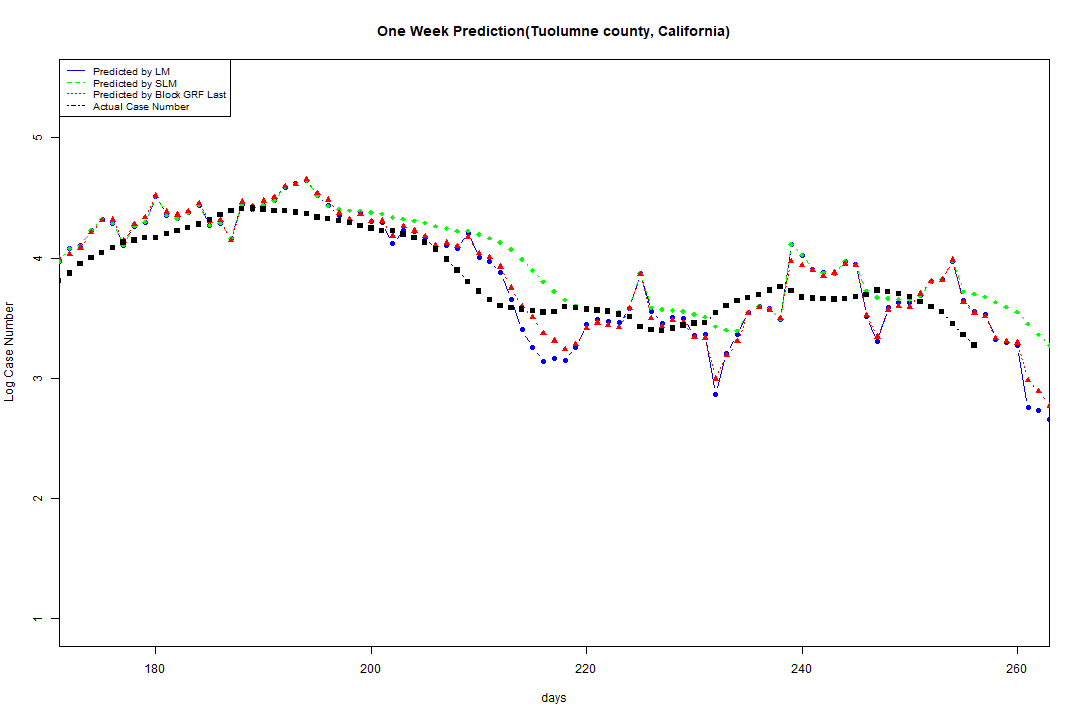 One Week Prediction(Tuolumne county, California)
Predicted by LM
Predicted by SLM
Predicted by Block GRF Last
Actual Case Number
5
4
3
2
1
Log Case Number
180 200 220 240 260
days